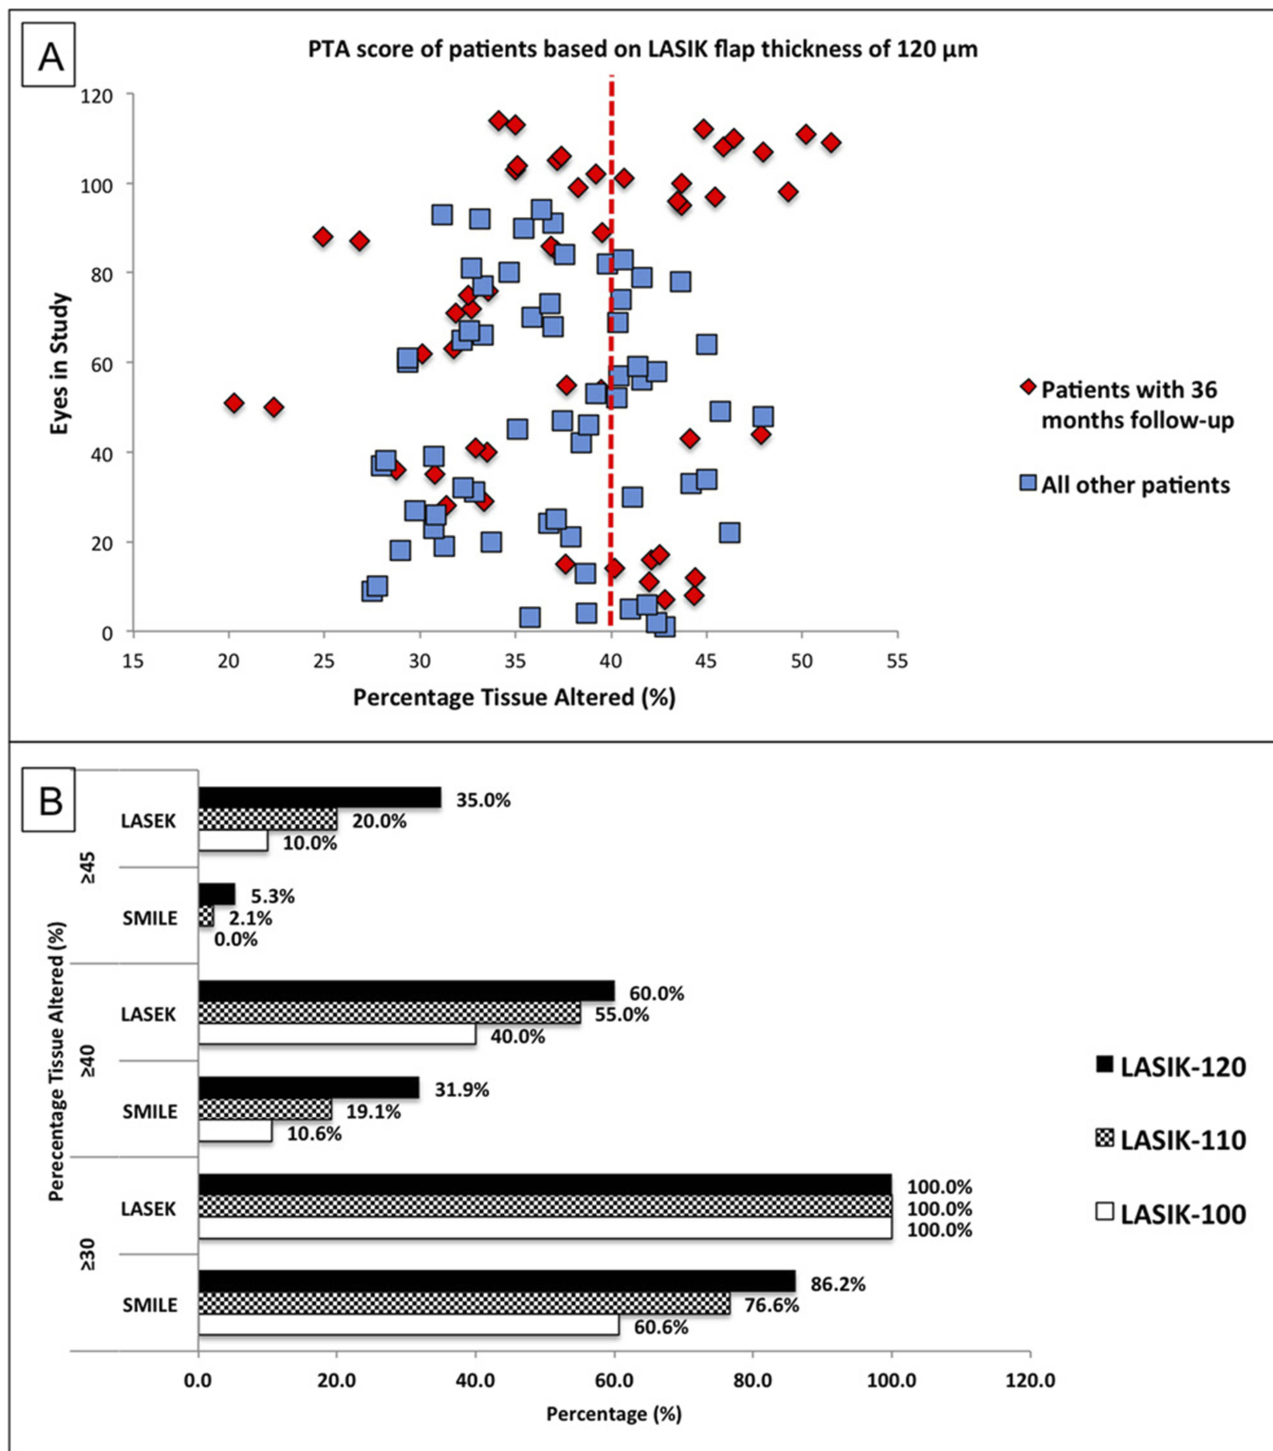 A
PTA score of patients based on LASIK flap thickness of 120 µm
120
100
80
60
40
20
0
Eyes in Study
15 20 25 30 35 40 45 50 55
Percentage Tissue Altered (%)
Patients with 36
months follow-up
All other patients
B
Perecentage Tissue Altered (%)
≥45
LASEK
35.0%
20.0%
10.0%
SMILE
5.3%
2.1%
0.0%
≥40
LASEK
60.0%
55.0%
40.0%
SMILE
31.9%
19.1%
10.6%
≥30
LASEK
100.0%
100.0%
100.0%
SMILE
86.2%
76.6%
60.6%
0.0 20.0 40.0 60.0 80.0 100.0 120.0
Percentage (%)
LASIK-120
LASIK-110
LASIK-100